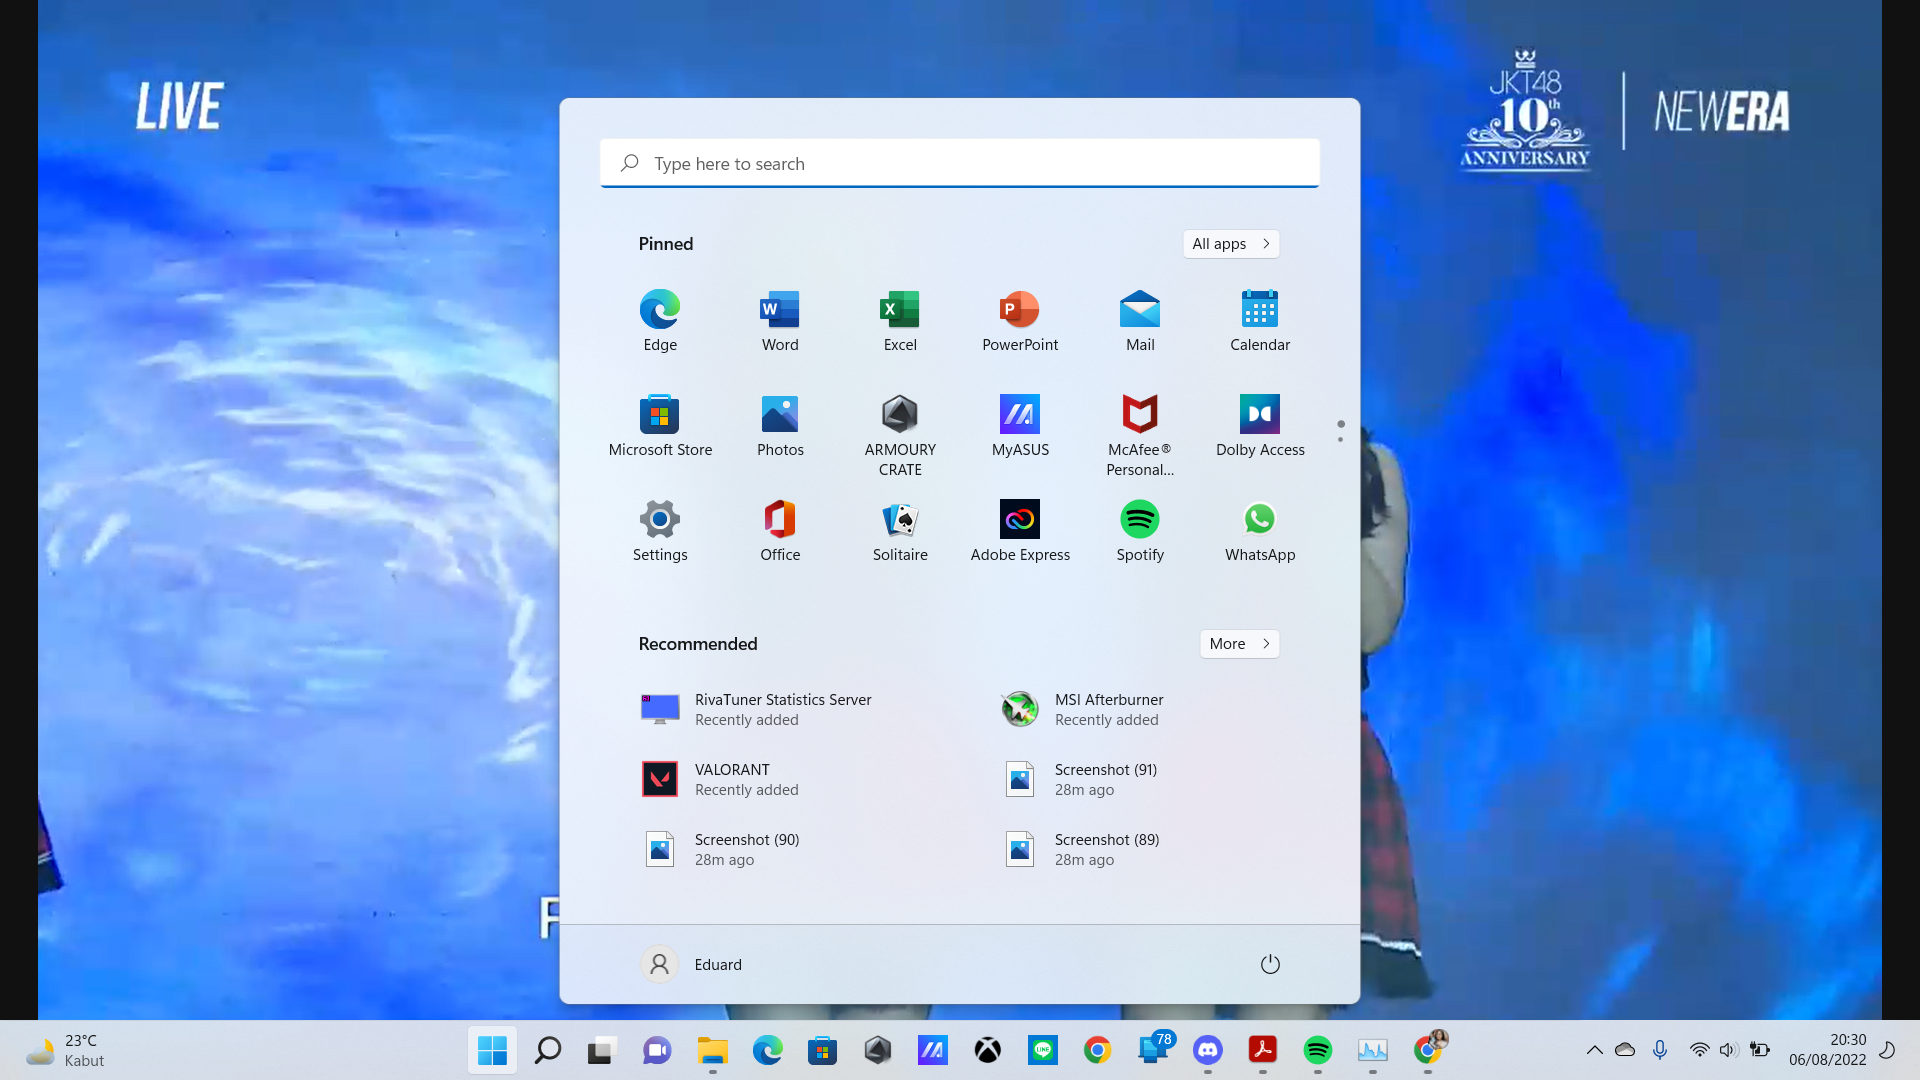 LIVE
JKT48
10th
ANNIVERSARY
NEWERA
Type here to search
Pinned
All apps
Edge
Word
Excel
PowerPoint
Mail
Calendar
Microsoft Store
Photos
ARMOURY
CRATE
MyASUS
McAfee®
Personal...
Dolby Access
Settings
Office
Solitaire
Adobe Express
Spotify
WhatsApp
Recommended
More
RivaTuner Statistics Server
Recently added
MSI Afterburner
Recently added
VALORANT
Recently added
Screenshot (91)
28m ago
Screenshot (90)
28m ago
Screenshot (89)
28m ago
Eduard
23°C
Kabut
78
20:30
06/08/2022